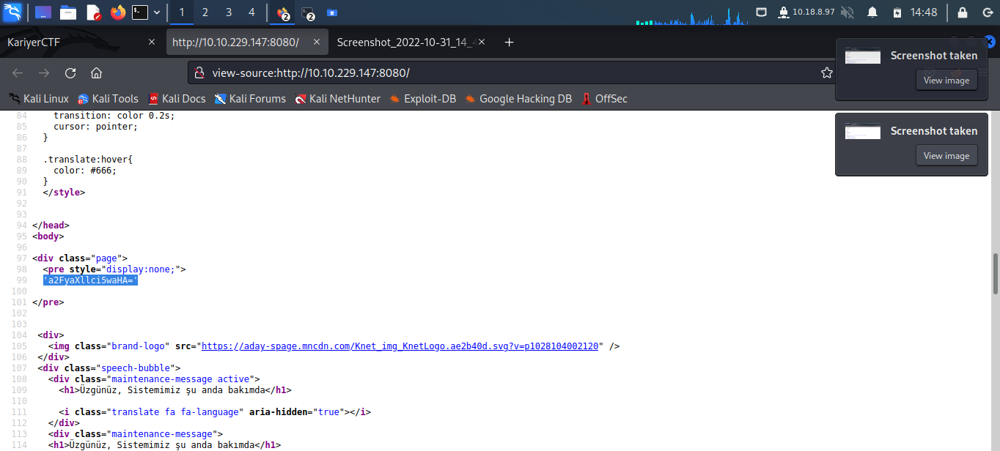 1 2 3 4 2 2 10.18.8.97 14:48
KariyerCTF × http://10.10.229.147:8080/ × Screenshot_2022-10-31_14_ × +
view-source:http://10.10.229.147:8080/
Kali Linux Kali Tools Kali Docs Kali Forums Kali NetHunter Exploit-DB Google Hacking DB OffSec
Screenshot taken
View image
Screenshot taken
View image
84 transition: color 0.2s;
85 cursor: pointer;
86 }
87
88 .translate:hover{
89 color: #666;
90 }
91 </style>
92
93
94 </head>
95 <body>
96
97 <div class="page">
98 <pre style="display:none;">
99 'a2FyaXllci5waHA='
100
101 </pre>
102
103
104 <div>
105 <img class="brand-logo" src="https://aday-spage.mncdn.com/Knet_img_KnetLogo.ae2b40d.svg?v=p1028104002120" />
106 </div>
107 <div class="speech-bubble">
108 <div class="maintenance-message active">
109 <h1>Üzgünüz, Sistemimiz şu anda bakımda</h1>
110
111 <i class="translate fa fa-language" aria-hidden="true"></i>
112 </div>
113 <div class="maintenance-message">
114 <h1>Üzgünüz, Sistemimiz şu anda bakımda</h1>